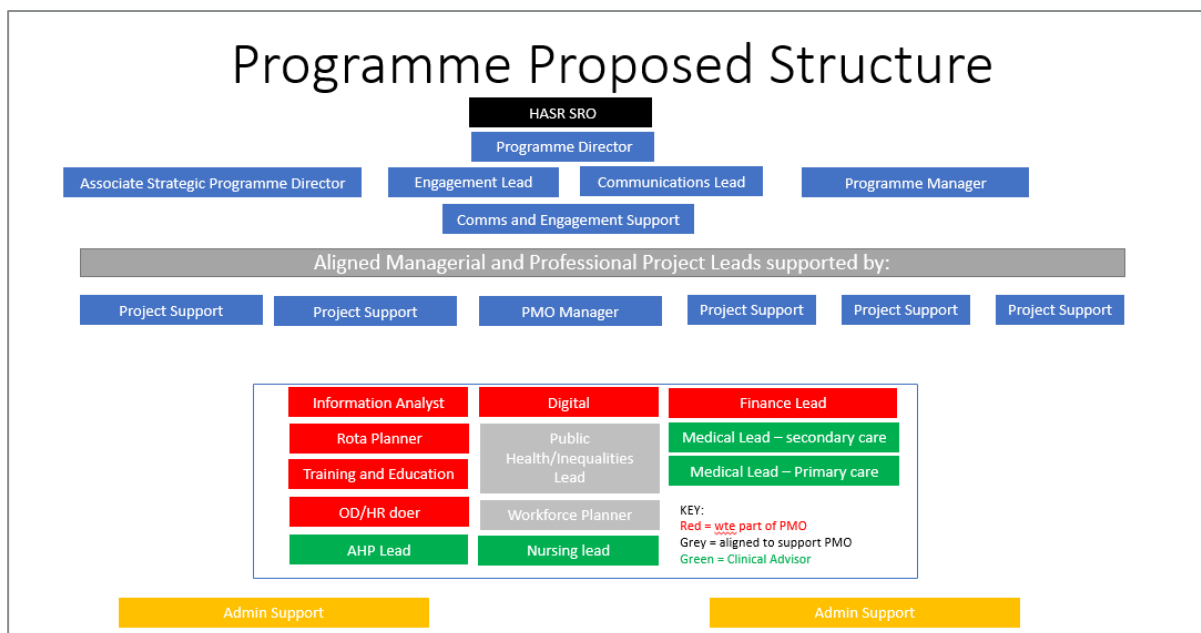 Programme Proposed Structure
HASR SRO
Programme Director
Associate Strategic Programme Director
Engagement Lead
Communications Lead
Programme Manager
Comms and Engagement Support
Aligned Managerial and Professional Project Leads supported by:
Project Support
Project Support
PMO Manager
Project Support
Project Support
Project Support
Information Analyst
Digital
Finance Lead
Rota Planner
Public
Health/Inequalities
Lead
Medical Lead – secondary care
Training and Education
Medical Lead – Primary care
OD/HR doer
Workforce Planner
AHP Lead
Nursing lead
KEY:
Red = wte part of PMO
Grey = aligned to support PMO
Green = Clinical Advisor
Admin Support
Admin Support